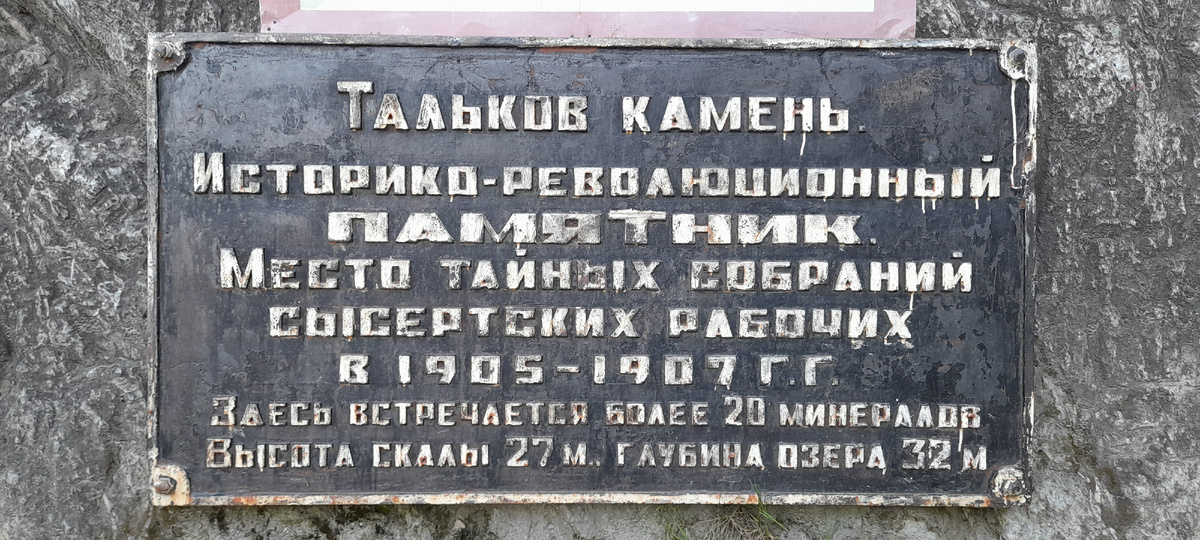 Тальков камень.
Историко-революционный
памятник.
Место тайных собраний
сысертских рабочих
в 1905-1907 г.г.
Здесь встречается более 20 минералов
Высота скалы 27 м., глубина озера 32 м